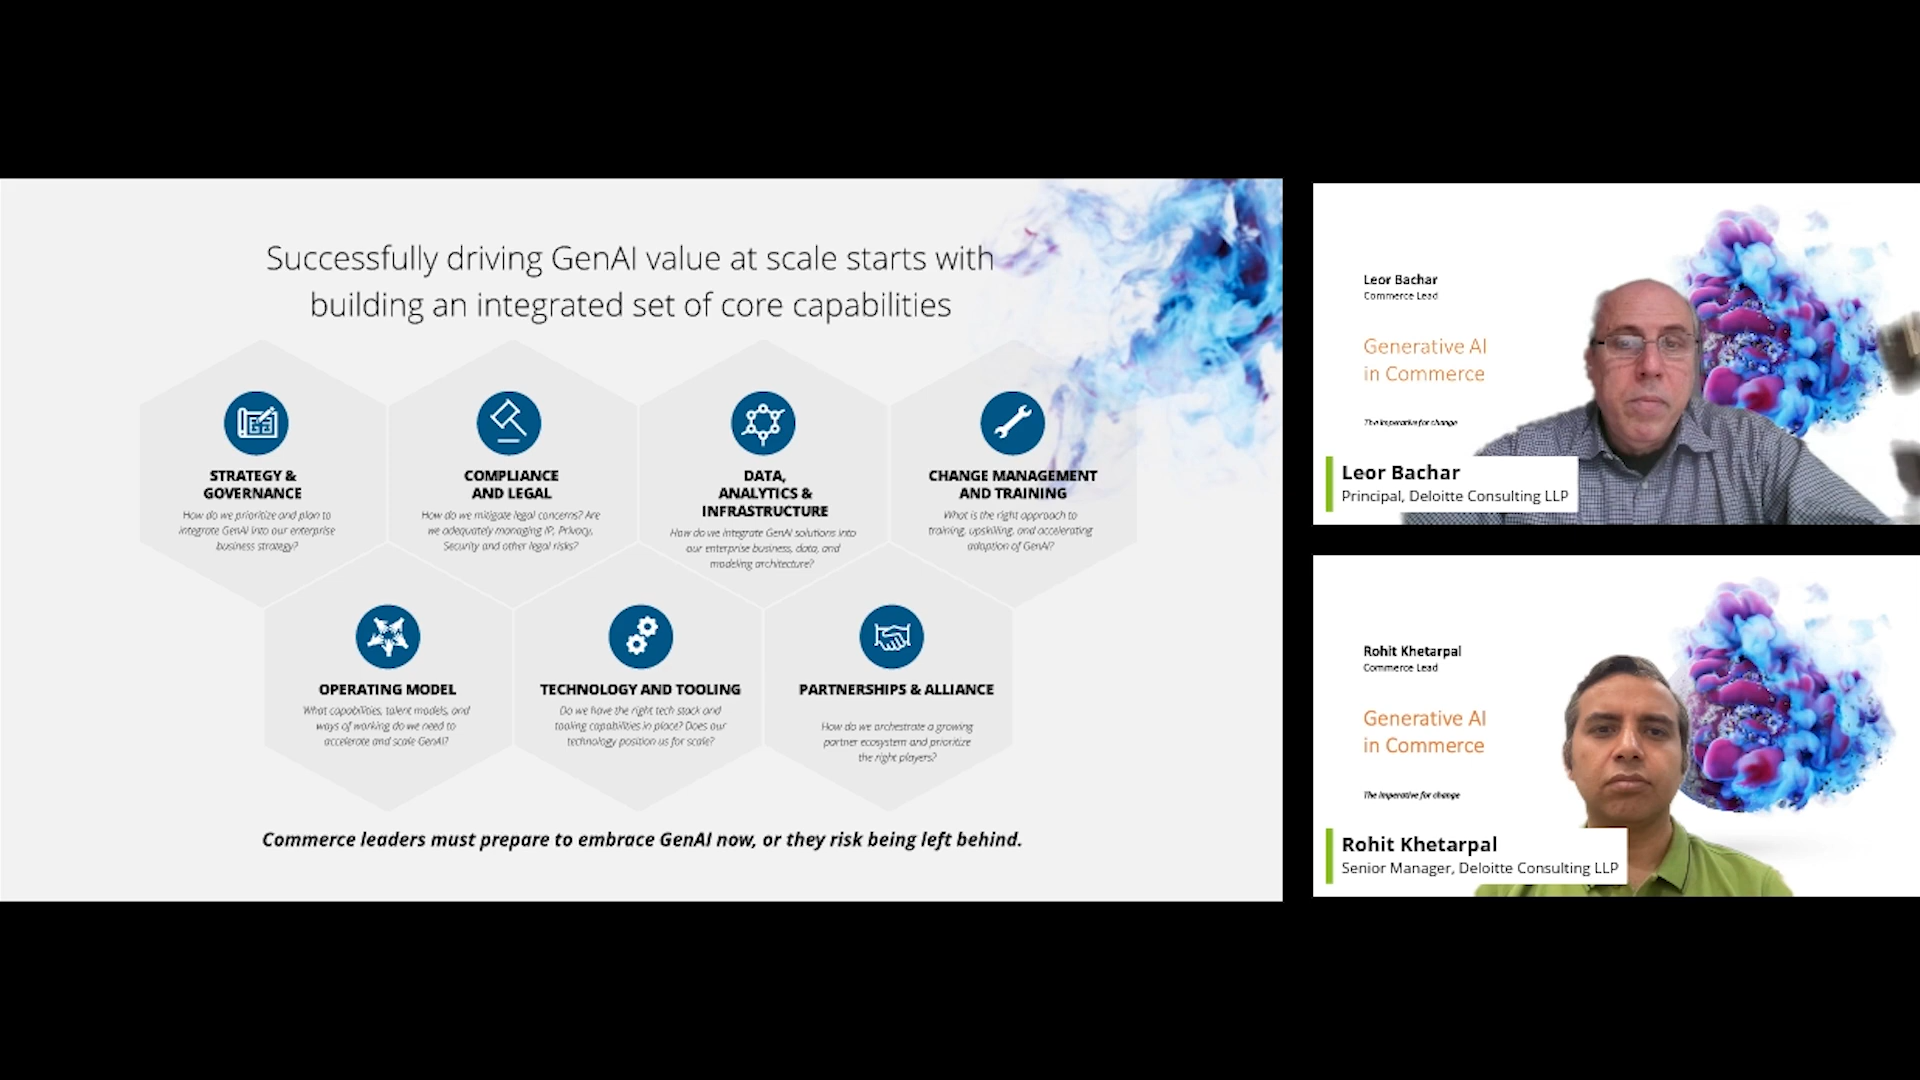 Successfully driving GenAI value at scale starts with
building an integrated set of core capabilities
STRATEGY &
GOVERNANCE
How do we prioritize and plan to
integrate GenAI into our enterprise
business strategy?
COMPLIANCE
AND LEGAL
How do we mitigate legal concerns? Are
we adequately managing IP, Privacy,
Security and other legal risks?
DATA,
ANALYTICS &
INFRASTRUCTURE
How do we integrate GenAI solutions into
our enterprise business, data, and
modeling architecture?
CHANGE MANAGEMENT
AND TRAINING
What is the right approach to
training, upskilling, and accelerating
adoption of GenAI?
OPERATING MODEL
What capabilities, talent models, and
ways of working do we need to
accelerate and scale GenAI?
TECHNOLOGY AND TOOLING
Do we have the right tech stack and
tooling capabilities in place? Does our
technology position us for scale?
PARTNERSHIPS & ALLIANCE
How do we orchestrate a growing
partner ecosystem and prioritize
the right players?
Commerce leaders must prepare to embrace GenAI now, or they risk being left behind.
Leor Bachar
Commerce Lead
Generative AI
in Commerce
The imperative for change
Leor Bachar
Principal, Deloitte Consulting LLP
Rohit Khetarpal
Commerce Lead
Generative AI
in Commerce
The imperative for change
Rohit Khetarpal
Senior Manager, Deloitte Consulting LLP